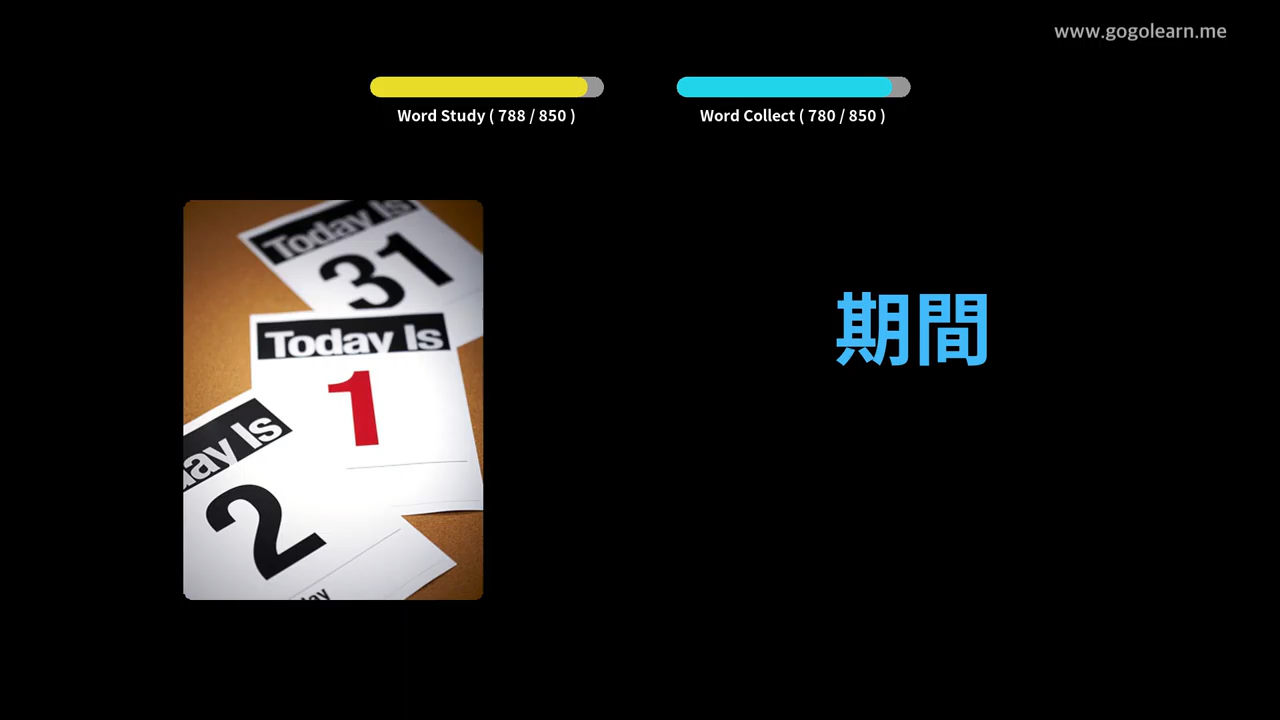 www.gogolearn.me
Word Study ( 788 / 850 )
Word Collect ( 780 / 850 )
Today Is
31
Today Is
1
ay Is
2
期間